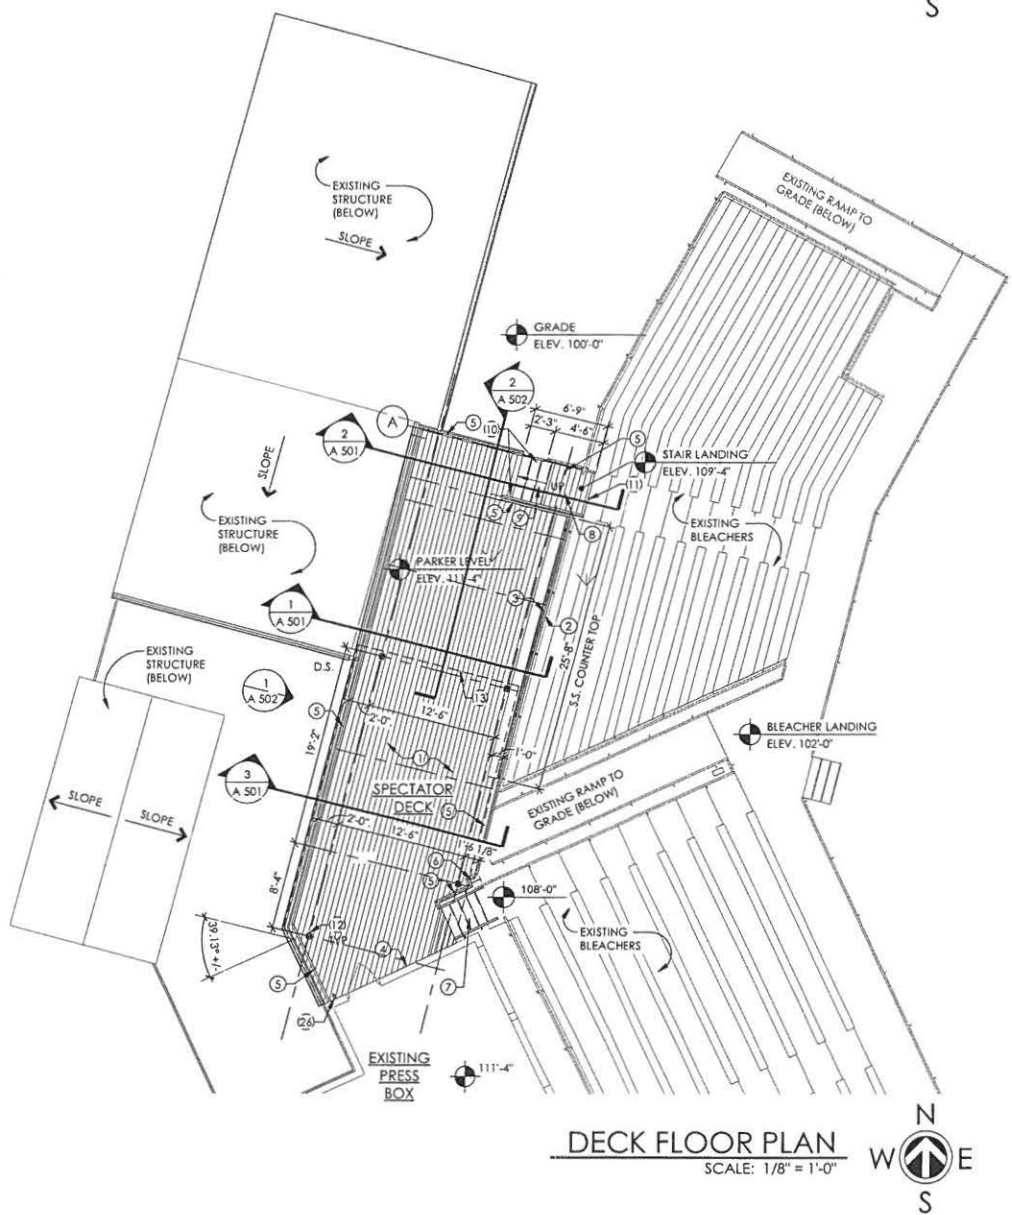 S
EXISTING
STRUCTURE
(BELOW)
SLOPE
EXISTING RAMP TO
GRADE (BELOW)
GRADE
ELEV. 100'-0"
2
A 502
6'-9"
2'-3"
4'-6"
A
5
(10)
2
A 501
5
STAIR LANDING
ELEV. 109'-4"
(11)
UP
SLOPE
5
9
8
EXISTING
STRUCTURE
(BELOW)
EXISTING
BLEACHERS
PARKER LEVEL
ELEV. 111'-4"
1
A 501
3
2
25'-8"
S.S. COUNTER TOP
EXISTING
STRUCTURE
(BELOW)
D.S.
1
A 502
(13)
5
2'-0"
12'-6"
19'-2"
1'-0"
BLEACHER LANDING
ELEV. 102'-0"
1
3
A 501
SPECTATOR
DECK
5
EXISTING RAMP TO
GRADE (BELOW)
SLOPE
SLOPE
2'-0"
12'-6"
1'-6 1/8"
6
5
8'-4"
108'-0"
39.13° +/-
(12)
TYP
4
EXISTING
BLEACHERS
5
7
(26)
EXISTING
PRESS
BOX
111'-4"
DECK FLOOR PLAN
SCALE: 1/8" = 1'-0"
N
W
E
S